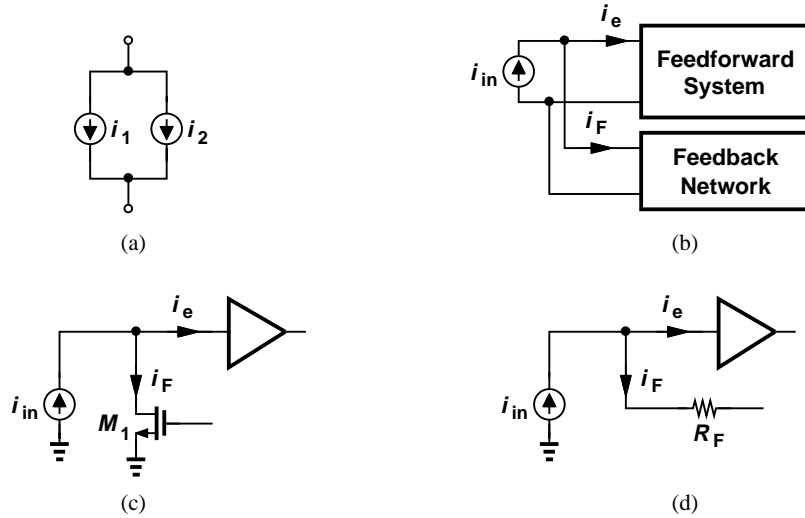 i1
i2
(a)
ie
iin
Feedforward
System
iF
Feedback
Network
(b)
ie
iF
iin
M1
(c)
ie
iF
iin
RF
(d)